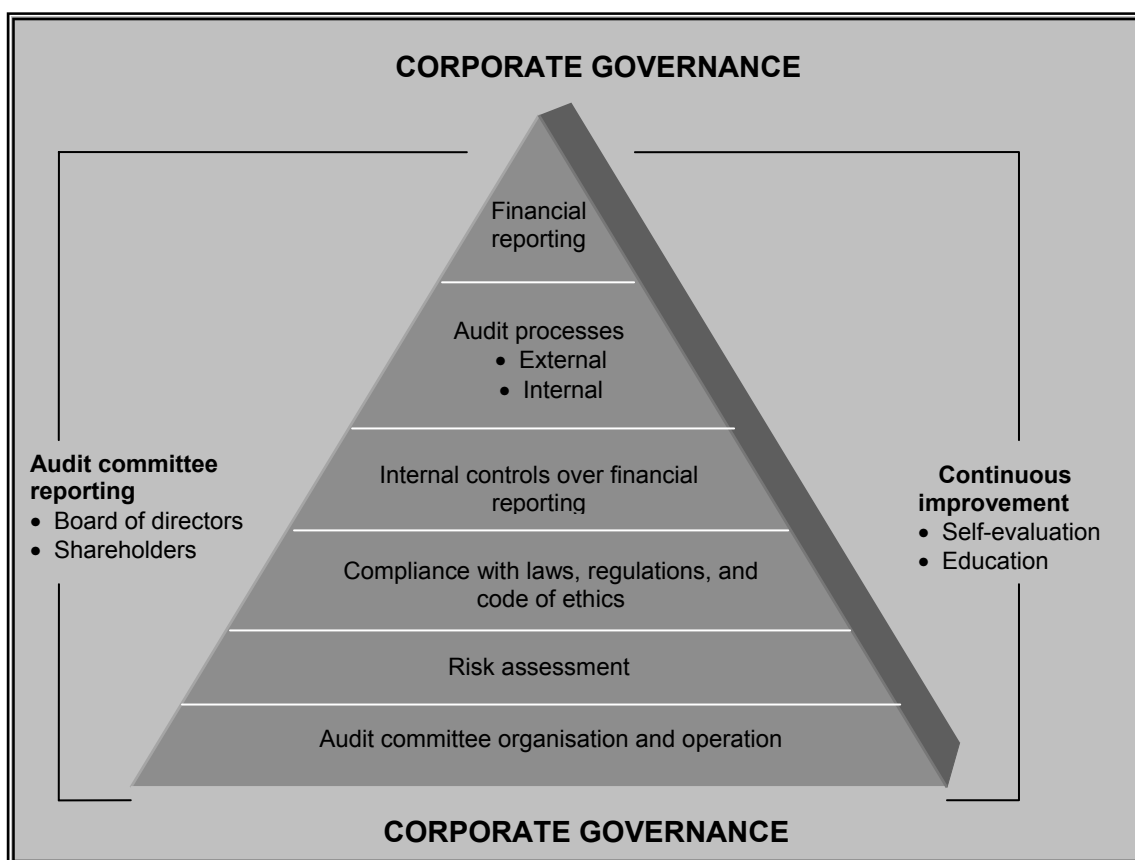 CORPORATE GOVERNANCE
Financial
reporting
Audit processes
• External
• Internal
Internal controls over financial
reporting
Compliance with laws, regulations, and
code of ethics
Risk assessment
Audit committee organisation and operation
Audit committee
reporting
• Board of directors
• Shareholders
Continuous
improvement
• Self-evaluation
• Education
CORPORATE GOVERNANCE